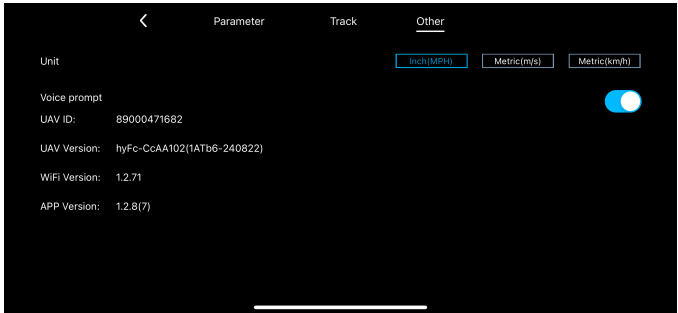 Parameter Track Other
Unit Inch(MPH) Metric(m/s) Metric(km/h)
Voice prompt
UAV ID: 89000471682
UAV Version: hyFc-CcAA102(1ATb6-240822)
WiFi Version: 1.2.71
APP Version: 1.2.8(7)